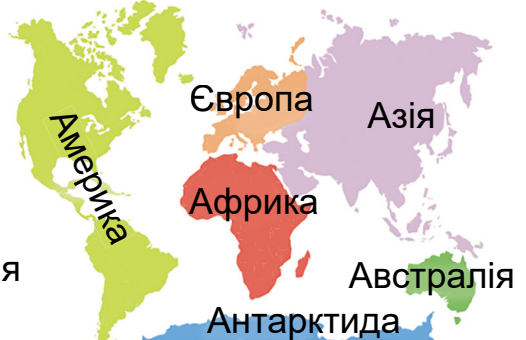 Європа
Азія
Америка
Африка
я
Австралія
Антарктида